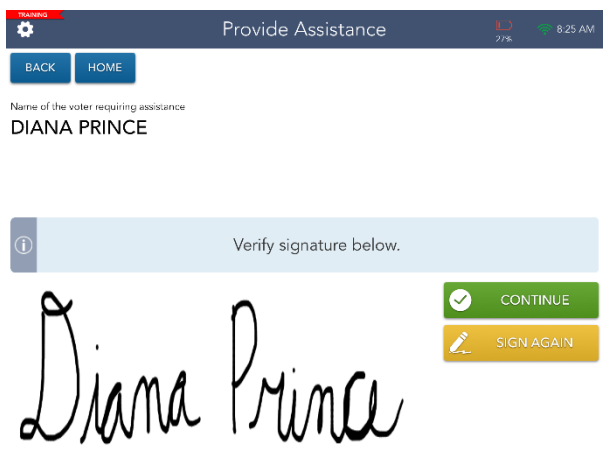 TRAINING
Provide Assistance
27%
8:25 AM
BACK
HOME
Name of the voter requiring assistance
DIANA PRINCE
Verify signature below.
CONTINUE
SIGN AGAIN
Diana Prince